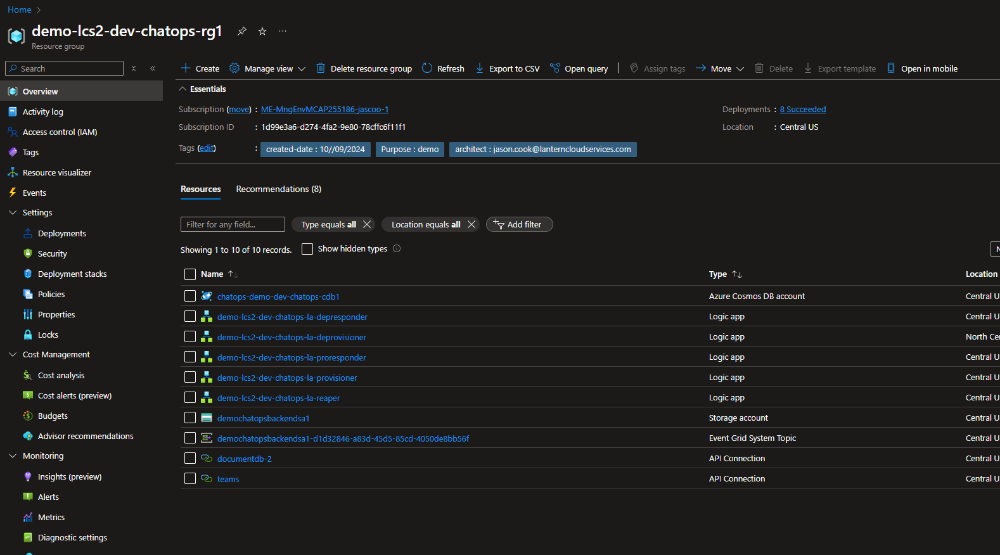 Home
demo-lcs2-dev-chatops-rg1
Resource group
Search
Create Manage view Delete resource group Refresh Export to CSV Open query Assign tags Move Delete Export template Open in mobile
Overview
Activity log
Access control (IAM)
Tags
Resource visualizer
Events
Settings
Deployments
Security
Deployment stacks
Policies
Properties
Locks
Cost Management
Cost analysis
Cost alerts (preview)
Budgets
Advisor recommendations
Monitoring
Insights (preview)
Alerts
Metrics
Diagnostic settings
Essentials
Subscription (move) : ME-MngEnvMCAP255186-jascoo-1
Subscription ID : 1d99e3a6-d274-4fa2-9e80-78cffc6f11f1
Tags (edit) : created-date : 10//09/2024 Purpose : demo architect : jason.cook@lanterncloudservices.com
Deployments : 8 Succeeded
Location : Central US
Resources Recommendations (8)
Filter for any field... Type equals all Location equals all Add filter
Showing 1 to 10 of 10 records. Show hidden types
N
Name Type Location
chatops-demo-dev-chatops-cdb1 Azure Cosmos DB account Central U
demo-lcs2-dev-chatops-la-depresponder Logic app Central U
demo-lcs2-dev-chatops-la-deprovisioner Logic app North Cen
demo-lcs2-dev-chatops-la-proresponder Logic app Central U
demo-lcs2-dev-chatops-la-provisioner Logic app Central U
demo-lcs2-dev-chatops-la-reaper Logic app Central U
demochatopsbackendsa1 Storage account Central U
demochatopsbackendsa1-d1d32846-a83d-45d5-85cd-4050de8bb56f Event Grid System Topic Central U
documentdb-2 API Connection Central U
teams API Connection Central U